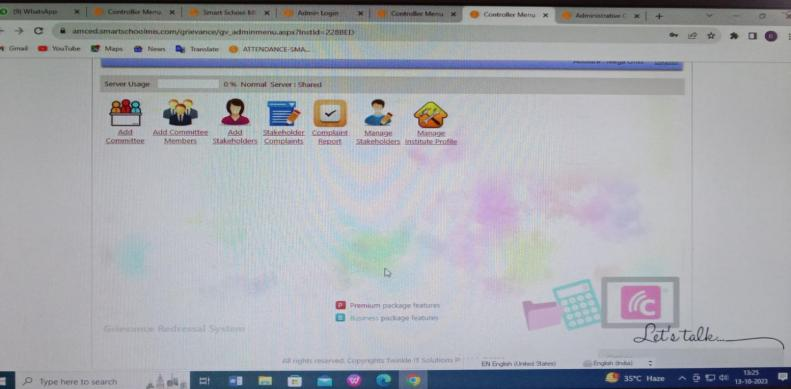 (9) WhatsApp
Controller Menu
Smart School MI
Admin Login
Controller Menu
Controller Menu
Administrative C
amced.smartschoolmis.com/grievance/gv_adminmenu.aspx?InstId=228BED
Gmail
YouTube
Maps
News
Translate
ATTENDANCE-SMA...
Server Usage
0 % Normal Server : Shared
Add
Committee
Add Committee
Members
Add
Stakeholders
Stakeholder
Complaints
Complaint
Report
Manage
Stakeholders
Manage
Institute Profile
P Premium package features
B Business package features
Grievance Redressal System
Let's talk...
All rights reserved. Copyrights Twinkle IT Solutions P
EN English (United States)
English (India)
Type here to search
35°C Haze
13:25
13-10-2023